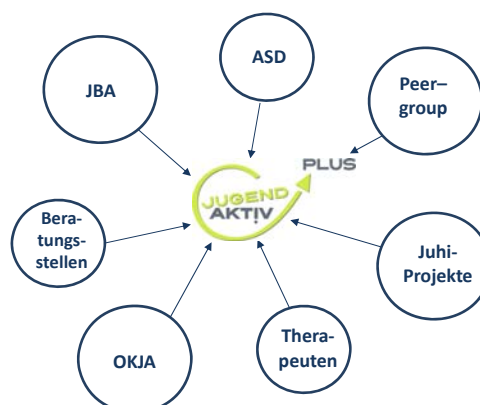 ASD
JBA
Peer–
group
PLUS
JUGEND
AKTIV
Bera-
tungs-
stellen
Juhi-
Projekte
OKJA
Thera-
peuten